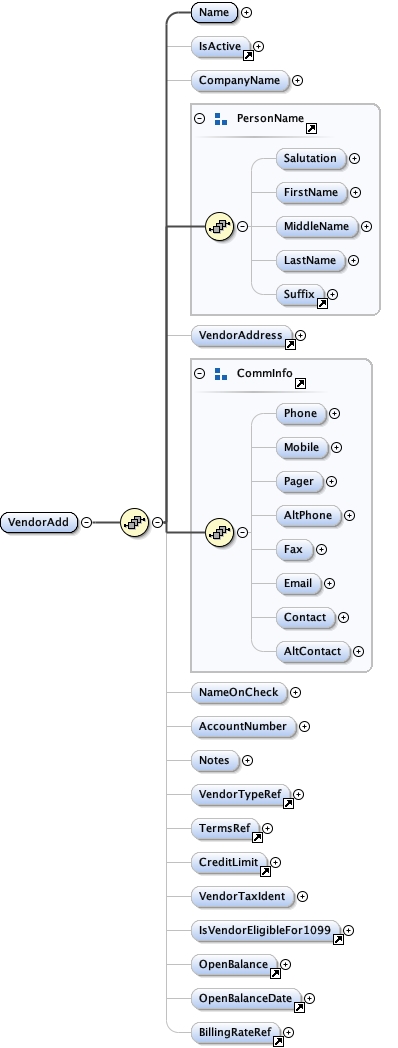 Name
IsActive
CompanyName
PersonName
Salutation
FirstName
MiddleName
LastName
Suffix
VendorAddress
CommInfo
Phone
Mobile
Pager
AltPhone
VendorAdd
Fax
Email
Contact
AltContact
NameOnCheck
AccountNumber
Notes
VendorTypeRef
TermsRef
CreditLimit
VendorTaxIdent
IsVendorEligibleFor1099
OpenBalance
OpenBalanceDate
BillingRateRef